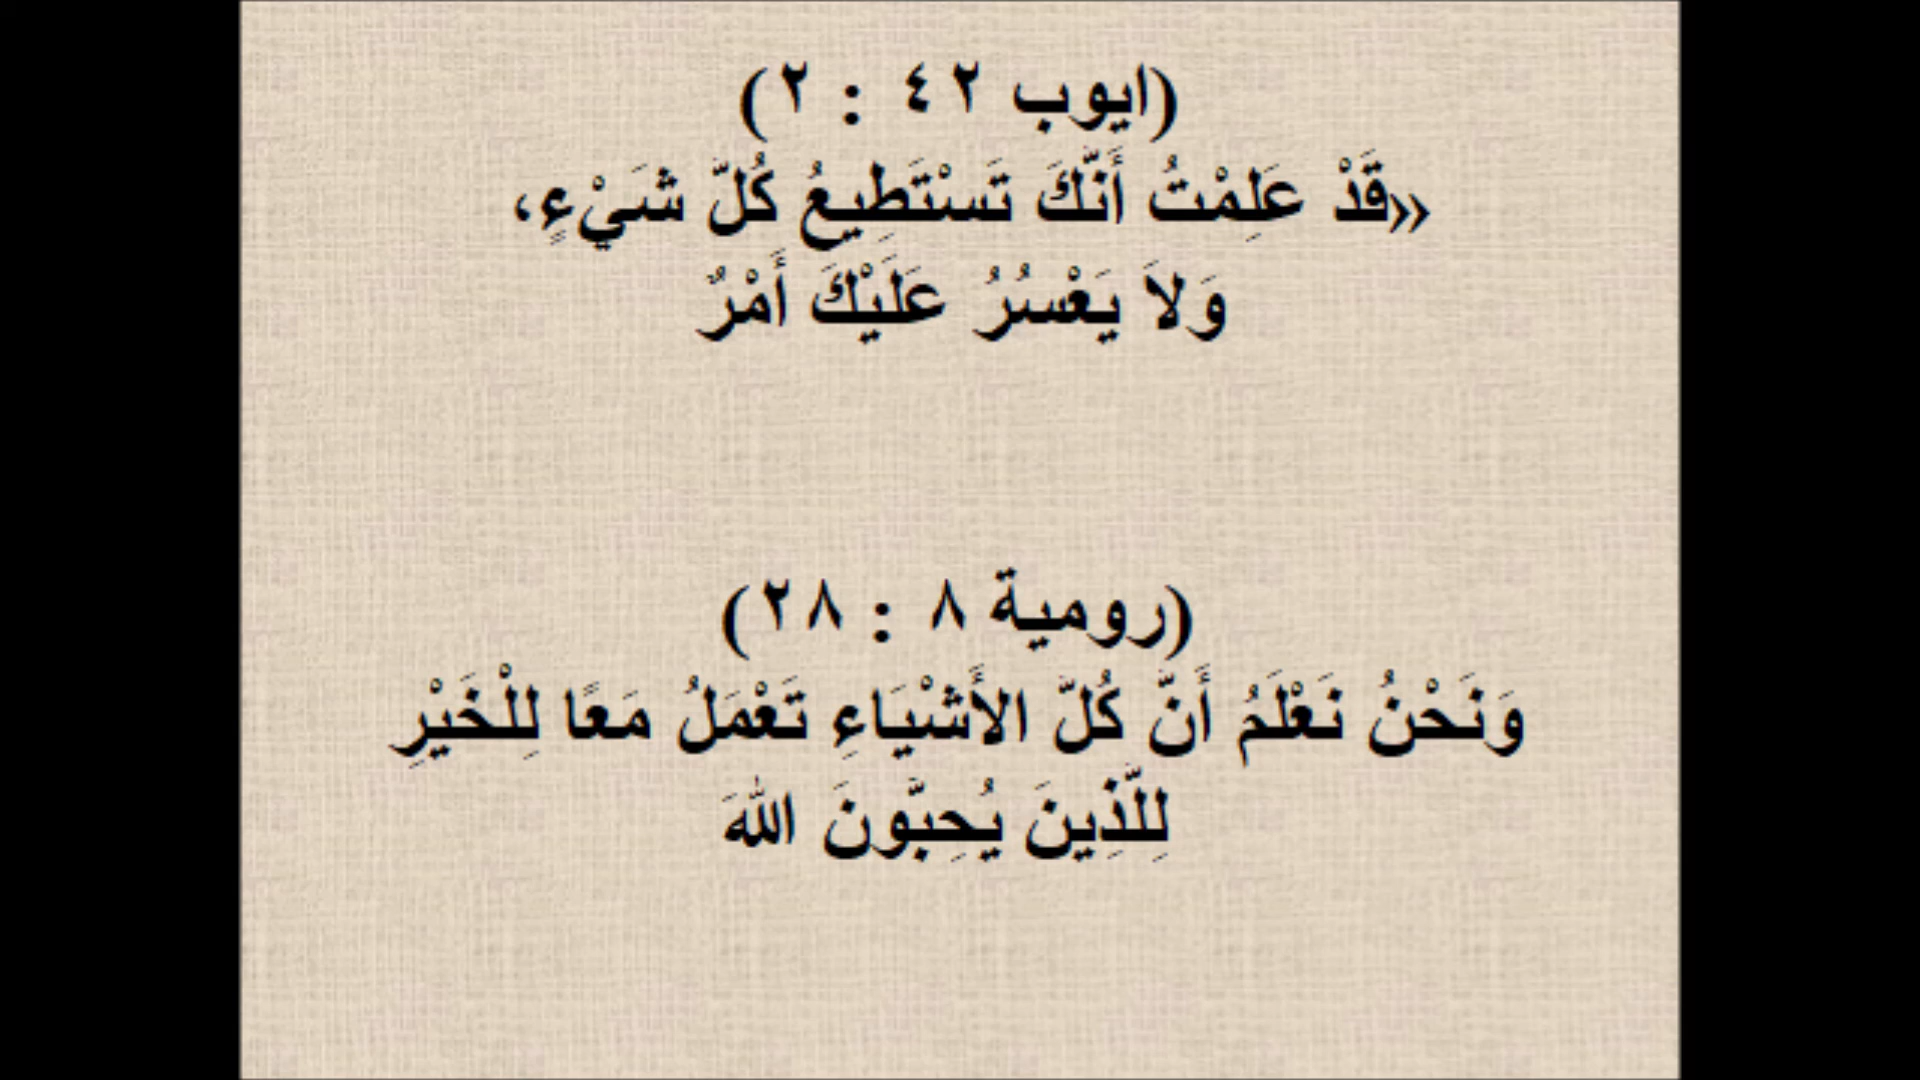 (ايوب ٤٢ : ٢)
«قَدْ عَلِمْتُ أَنَّكَ تَسْتَطِيعُ كُلَّ شَيْءٍ،
وَلاَ يَعْسُرُ عَلَيْكَ أَمْرٌ
(رومية ٨ : ٢٨)
وَنَحْنُ نَعْلَمُ أَنَّ كُلَّ الأَشْيَاءِ تَعْمَلُ مَعًا لِلْخَيْرِ
لِلَّذِينَ يُحِبُّونَ اللهَ